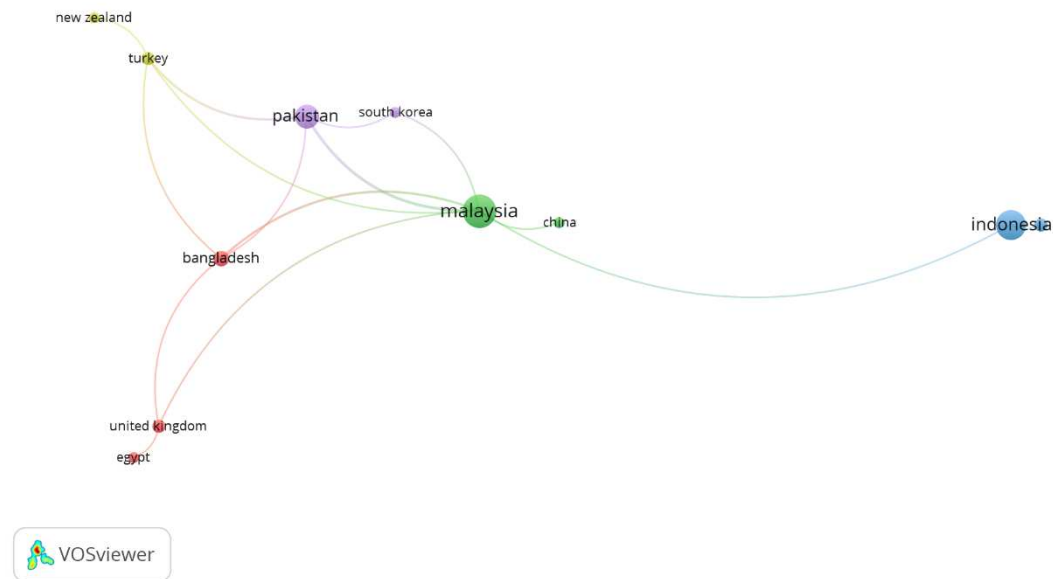 new zealand
turkey
pakistan
south korea
malaysia
china
indonesia
bangladesh
united kingdom
egypt
VOSviewer